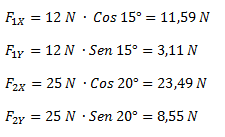 F1X = 12 N · Cos 15° = 11,59 N
F1Y = 12 N · Sen 15° = 3,11 N
F2X = 25 N · Cos 20° = 23,49 N
F2Y = 25 N · Sen 20° = 8,55 N